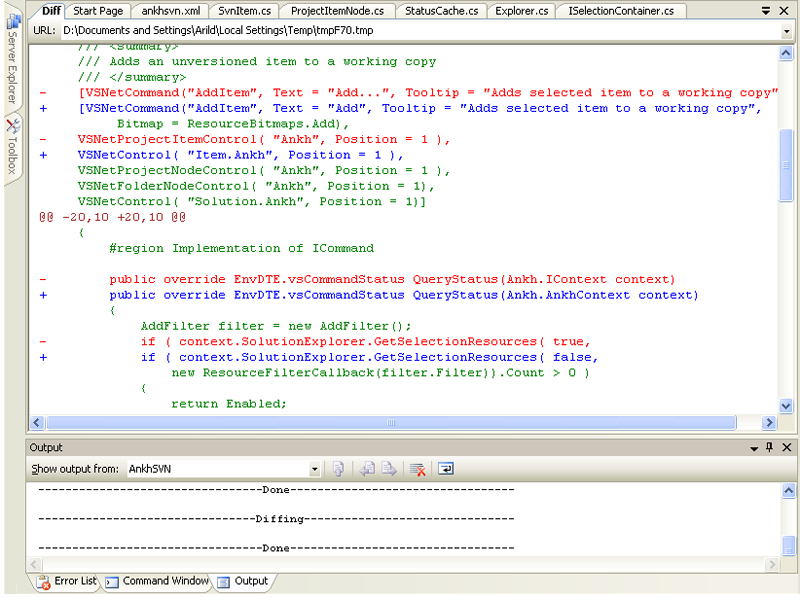 Diff Start Page ankhsvn.xml SvnItem.cs ProjectItemNode.cs StatusCache.cs Explorer.cs ISelectionContainer.cs
URL: D:\Documents and Settings\Arild\Local Settings\Temp\tmpF70.tmp
Server Explorer
Toolbox
/// <summary>
/// Adds an unversioned item to a working copy
/// </summary>
- [VSNetCommand("AddItem", Text = "Add...", Tooltip = "Adds selected item to a working copy"
+ [VSNetCommand("AddItem", Text = "Add", Tooltip = "Adds selected item to a working copy",
Bitmap = ResourceBitmaps.Add),
- VSNetProjectItemControl( "Ankh", Position = 1 ),
+ VSNetControl( "Item.Ankh", Position = 1 ),
VSNetProjectNodeControl( "Ankh", Position = 1 ),
VSNetFolderNodeControl( "Ankh", Position = 1),
VSNetControl( "Solution.Ankh", Position = 1)]
@@ -20,10 +20,10 @@
{
#region Implementation of ICommand
- public override EnvDTE.vsCommandStatus QueryStatus(Ankh.IContext context)
+ public override EnvDTE.vsCommandStatus QueryStatus(Ankh.AnkhContext context)
{
AddFilter filter = new AddFilter();
- if ( context.SolutionExplorer.GetSelectionResources( true,
+ if ( context.SolutionExplorer.GetSelectionResources( false,
new ResourceFilterCallback(filter.Filter)).Count > 0 )
{
return Enabled;
Output
Show output from: AnkhSVN
---------------------------------Done---------------------------------
--------------------------------Diffing-------------------------------
---------------------------------Done---------------------------------
Error List Command Window Output